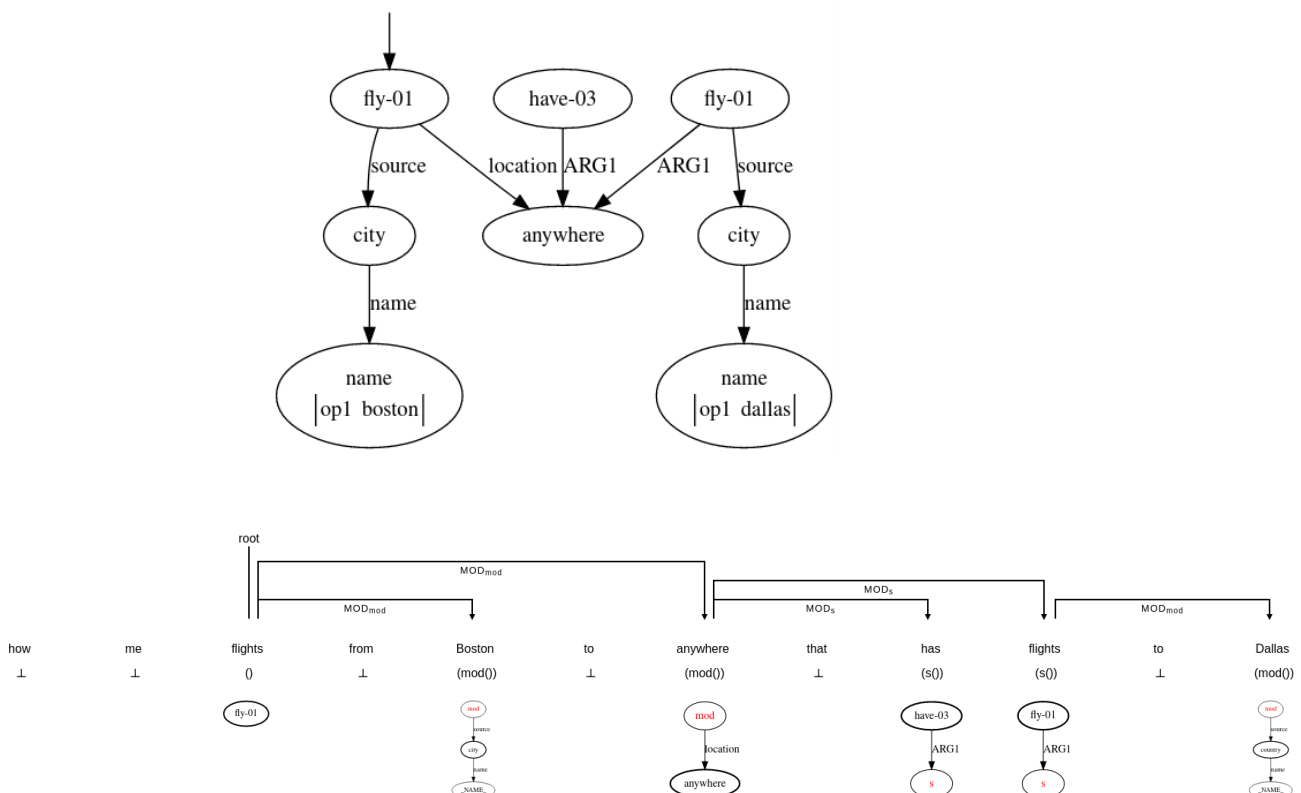 fly-01 have-03 fly-01
source location ARG1 ARG1 source
city anywhere city
name name
name name
op1 boston op1 dallas
root
MODmod
MODs
MODmod MODs MODmod
how me flights from Boston to anywhere that has flights to Dallas
⊥ ⊥ () ⊥ (mod()) ⊥ (mod()) ⊥ (s()) (s()) ⊥ (mod())
fly-01 mod mod have-03 fly-01 mod
source source
city location ARG1 ARG1 country
name name
_NAME_ anywhere s s _NAME_